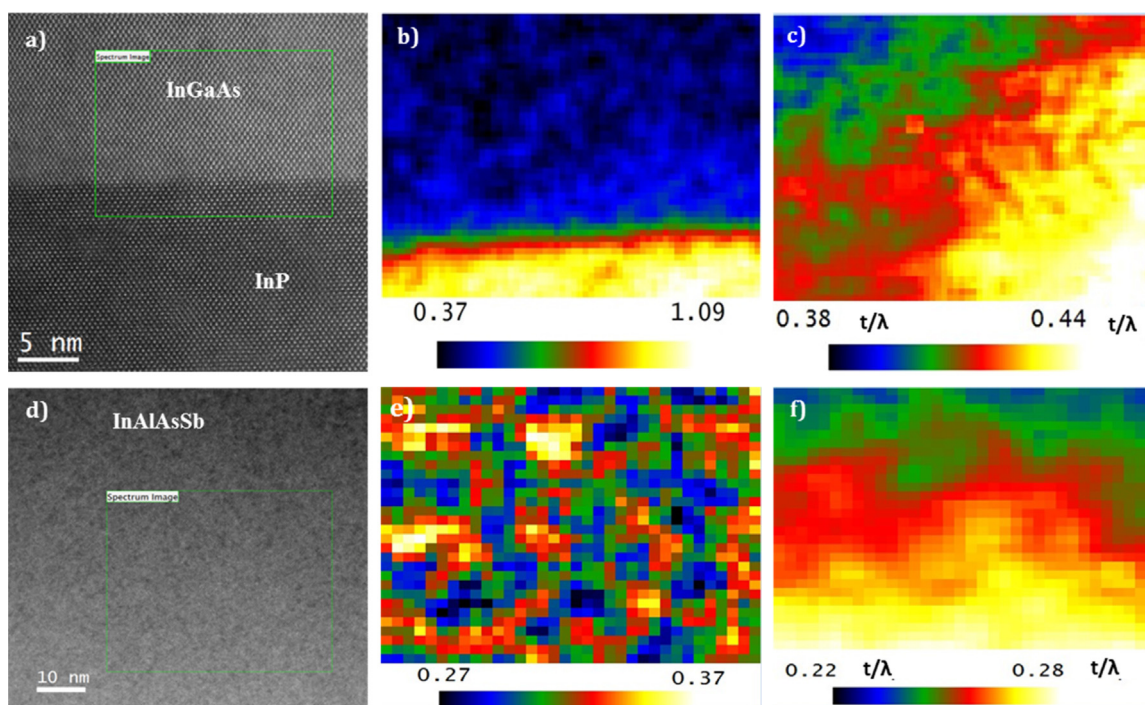 a)
Spectrum Image
InGaAs
InP
5 nm
b)
0.37 1.09
c)
0.38 t/λ 0.44 t/λ
d)
InAlAsSb
Spectrum Image
10 nm
e)
0.27 0.37
f)
0.22 t/λ 0.28 t/λ